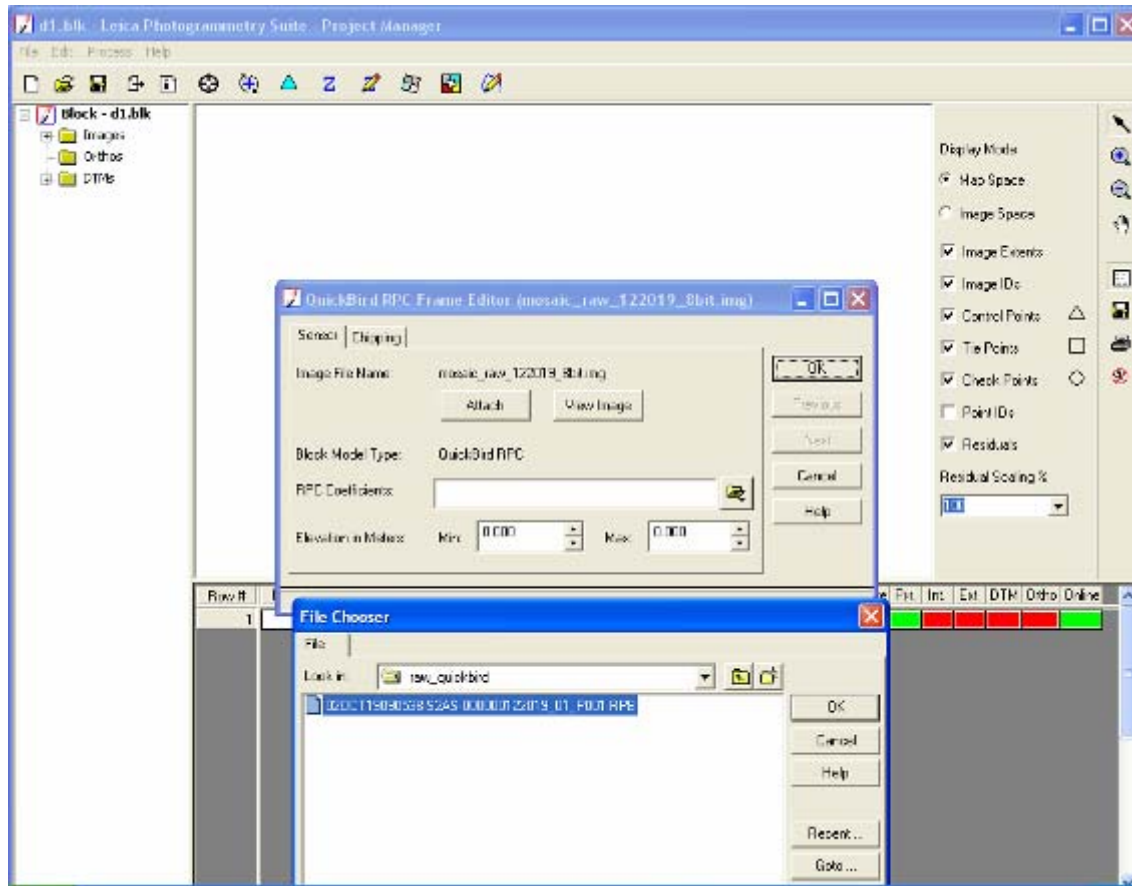 d1.blk - Leica Photogrammetry Suite - Project Manager
File Edit Process Help
Block - d1.blk
Images
Orthos
DTMs
Display Mode
Map Space
Image Space
Image Extents
Image IDs
Control Points
Tie Points
Check Points
Point IDs
Residuals
Residual Scaling %
100
QuickBird RPC Frame Editor (mosaic_raw_122019_8bit.img)
Sensor Chipping
Image File Name: mosaic_raw_122019_8bit.img
Attach View Image
Block Model Type: QuickBird RPC
RPC Coefficients:
Elevation in Meters: Min: 0.000 Max: 0.000
OK
Previous
Next
Cancel
Help
Row # Int. Ext. DTM Ortho Online
1
File Chooser
File
Look in: raw_quickbird
OK
Cancel
Help
Recent ...
Goto ...